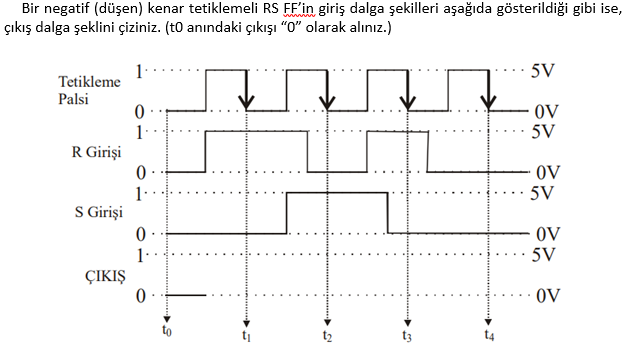 Bir negatif (düşen) kenar tetiklemeli RS FF’in giriş dalga şekilleri aşağıda gösterildiği gibi ise,
çıkış dalga şeklini çiziniz. (t0 anındaki çıkışı “0” olarak alınız.)
1 5V
Tetikleme
Palsi
0 0V
1 5V
R Girişi
0 0V
1 5V
S Girişi
0 0V
1 5V
ÇIKIŞ
0 0V
t0 t1 t2 t3 t4